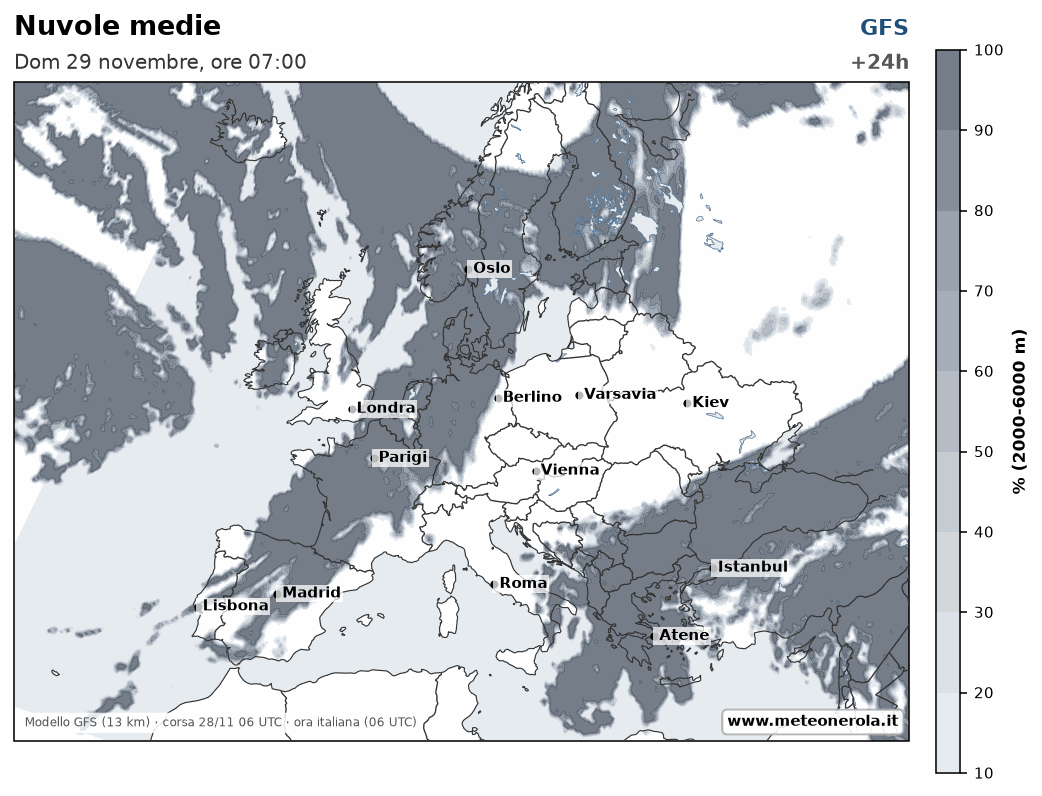 Nuvole medie
GFS
Dom 29 novembre, ore 07:00
+24h
100
90
80
70
60
50
40
30
20
10
% (2000-6000 m)
Oslo
Berlino
Varsavia
Kiev
Londra
Parigi
Vienna
Istanbul
Roma
Madrid
Lisbona
Atene
Modello GFS (13 km) · corsa 28/11 06 UTC · ora italiana (06 UTC)
www.meteonerola.it